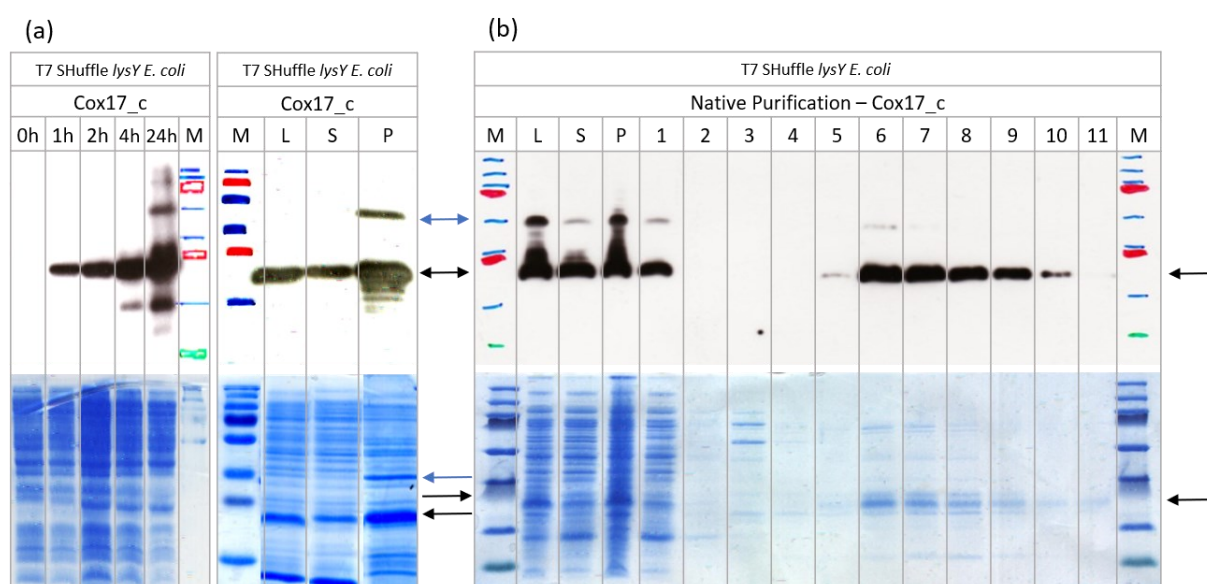 (a)
(b)
T7 SHuffle lysY E. coli
T7 SHuffle lysY E. coli
T7 SHuffle lysY E. coli
Cox17_c
Cox17_c
Native Purification – Cox17_c
0h 1h 2h 4h 24h M
M L S P
M L S P 1 2 3 4 5 6 7 8 9 10 11 M